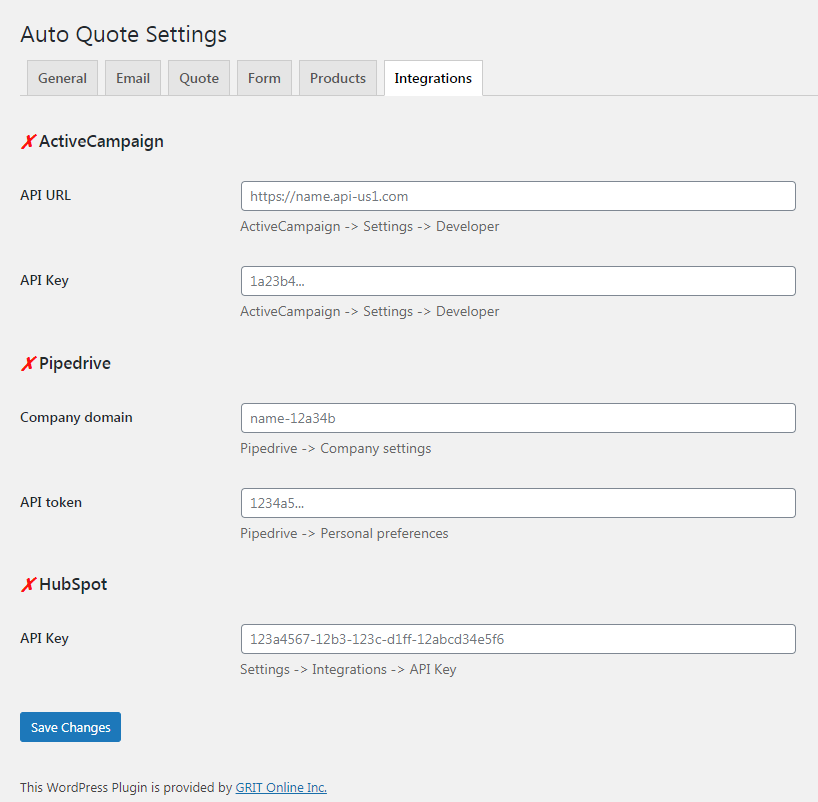 Auto Quote Settings
General Email Quote Form Products Integrations
✗ ActiveCampaign
API URL https://name.api-us1.com
ActiveCampaign -> Settings -> Developer
API Key 1a23b4...
ActiveCampaign -> Settings -> Developer
✗ Pipedrive
Company domain name-12a34b
Pipedrive -> Company settings
API token 1234a5...
Pipedrive -> Personal preferences
✗ HubSpot
API Key 123a4567-12b3-123c-d1ff-12abcd34e5f6
Settings -> Integrations -> API Key
Save Changes
This WordPress Plugin is provided by GRIT Online Inc.